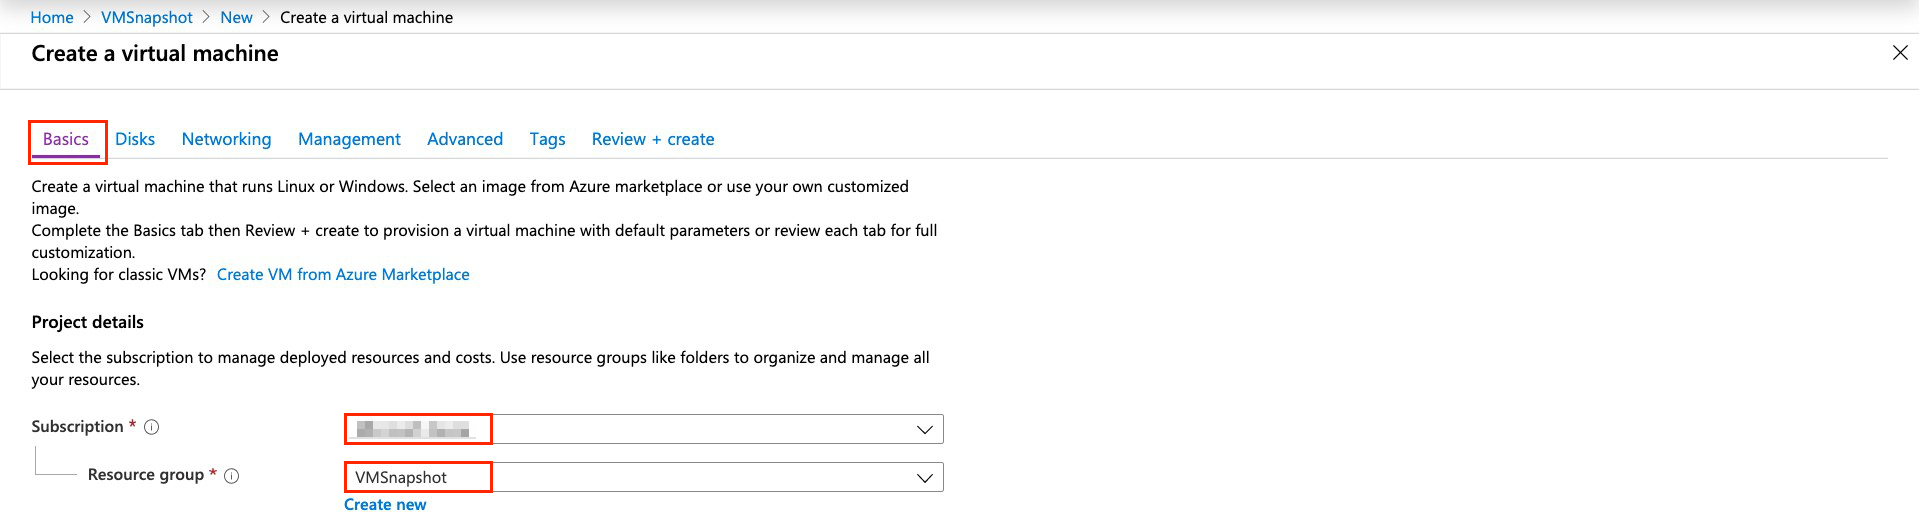 Home > VMSnapshot > New > Create a virtual machine
Create a virtual machine
Basics Disks Networking Management Advanced Tags Review + create
Create a virtual machine that runs Linux or Windows. Select an image from Azure marketplace or use your own customized
image.
Complete the Basics tab then Review + create to provision a virtual machine with default parameters or review each tab for full
customization.
Looking for classic VMs? Create VM from Azure Marketplace
Project details
Select the subscription to manage deployed resources and costs. Use resource groups like folders to organize and manage all
your resources.
Subscription *
Resource group * VMSnapshot
Create new